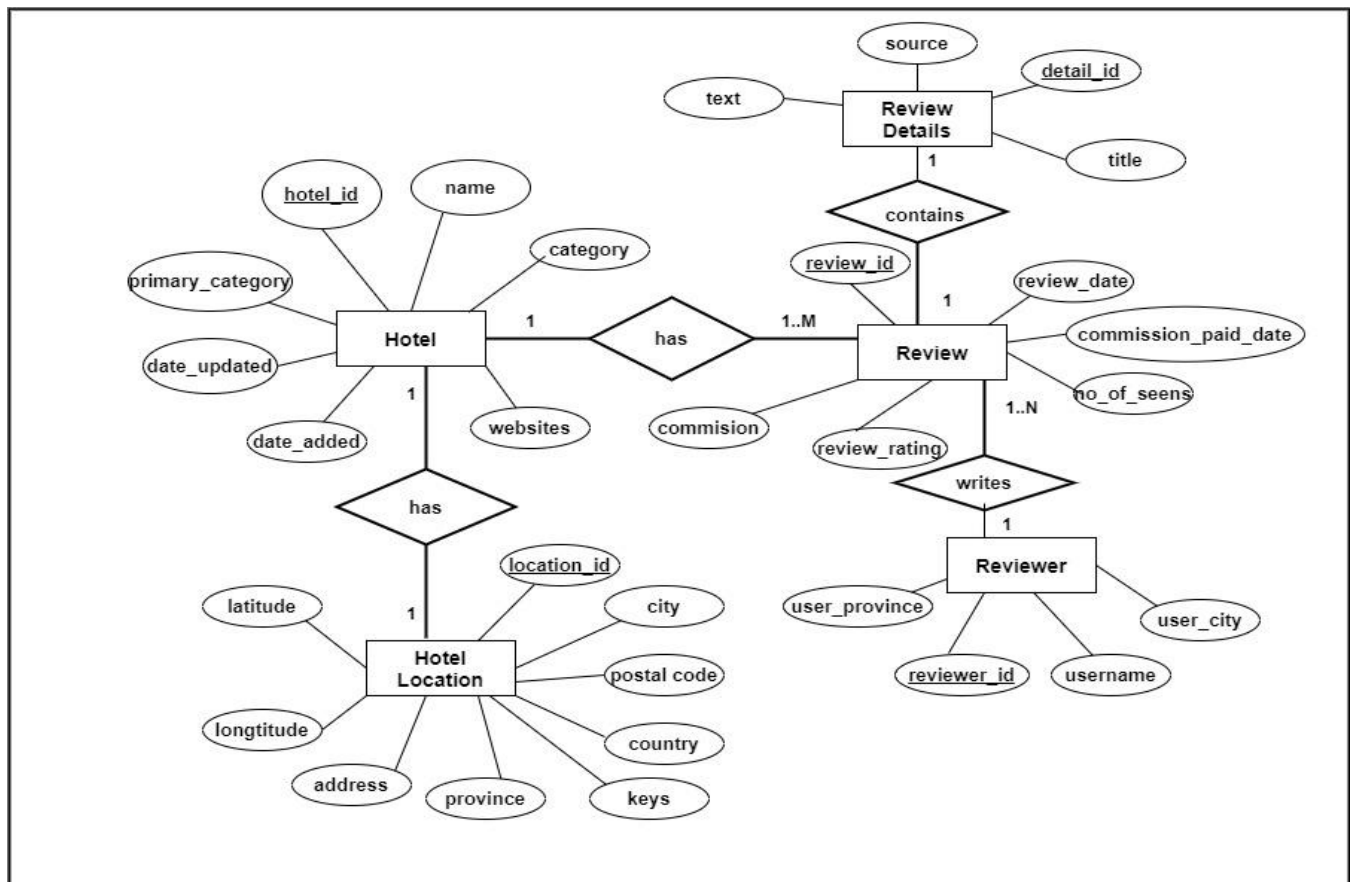 source
detail_id
text
Review
Details
title
1
hotel_id
name
contains
category
review_id
review_date
primary_category
1
commission_paid_date
Hotel
1
has
1..M
Review
date_updated
1
no_of_seens
1..N
websites
commision
date_added
review_rating
writes
has
1
location_id
Reviewer
latitude
city
user_province
user_city
1
Hotel
Location
postal code
reviewer_id
username
longtitude
country
address
province
keys